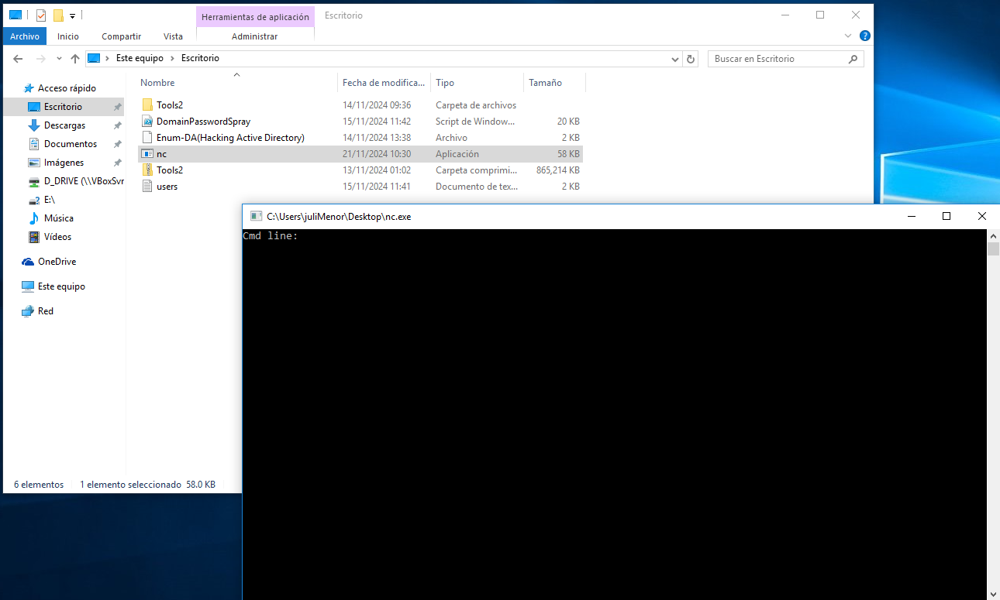 Herramientas de aplicación Escritorio
Archivo Inicio Compartir Vista Administrar
Este equipo Escritorio Buscar en Escritorio
Nombre Fecha de modifica... Tipo Tamaño
Acceso rápido
Escritorio
Descargas
Documentos
Imágenes
D_DRIVE (\\VBoxSvr
E:\
Música
Vídeos
OneDrive
Este equipo
Red
Tools2 14/11/2024 09:36 Carpeta de archivos
DomainPasswordSpray 15/11/2024 11:42 Script de Window... 20 KB
Enum-DA(Hacking Active Directory) 14/11/2024 13:38 Archivo 2 KB
nc 21/11/2024 10:30 Aplicación 58 KB
Tools2 13/11/2024 01:02 Carpeta comprimi... 865,214 KB
users 15/11/2024 11:41 Documento de tex... 2 KB
6 elementos 1 elemento seleccionado 58.0 KB
C:\Users\juliMenor\Desktop\nc.exe
Cmd line: